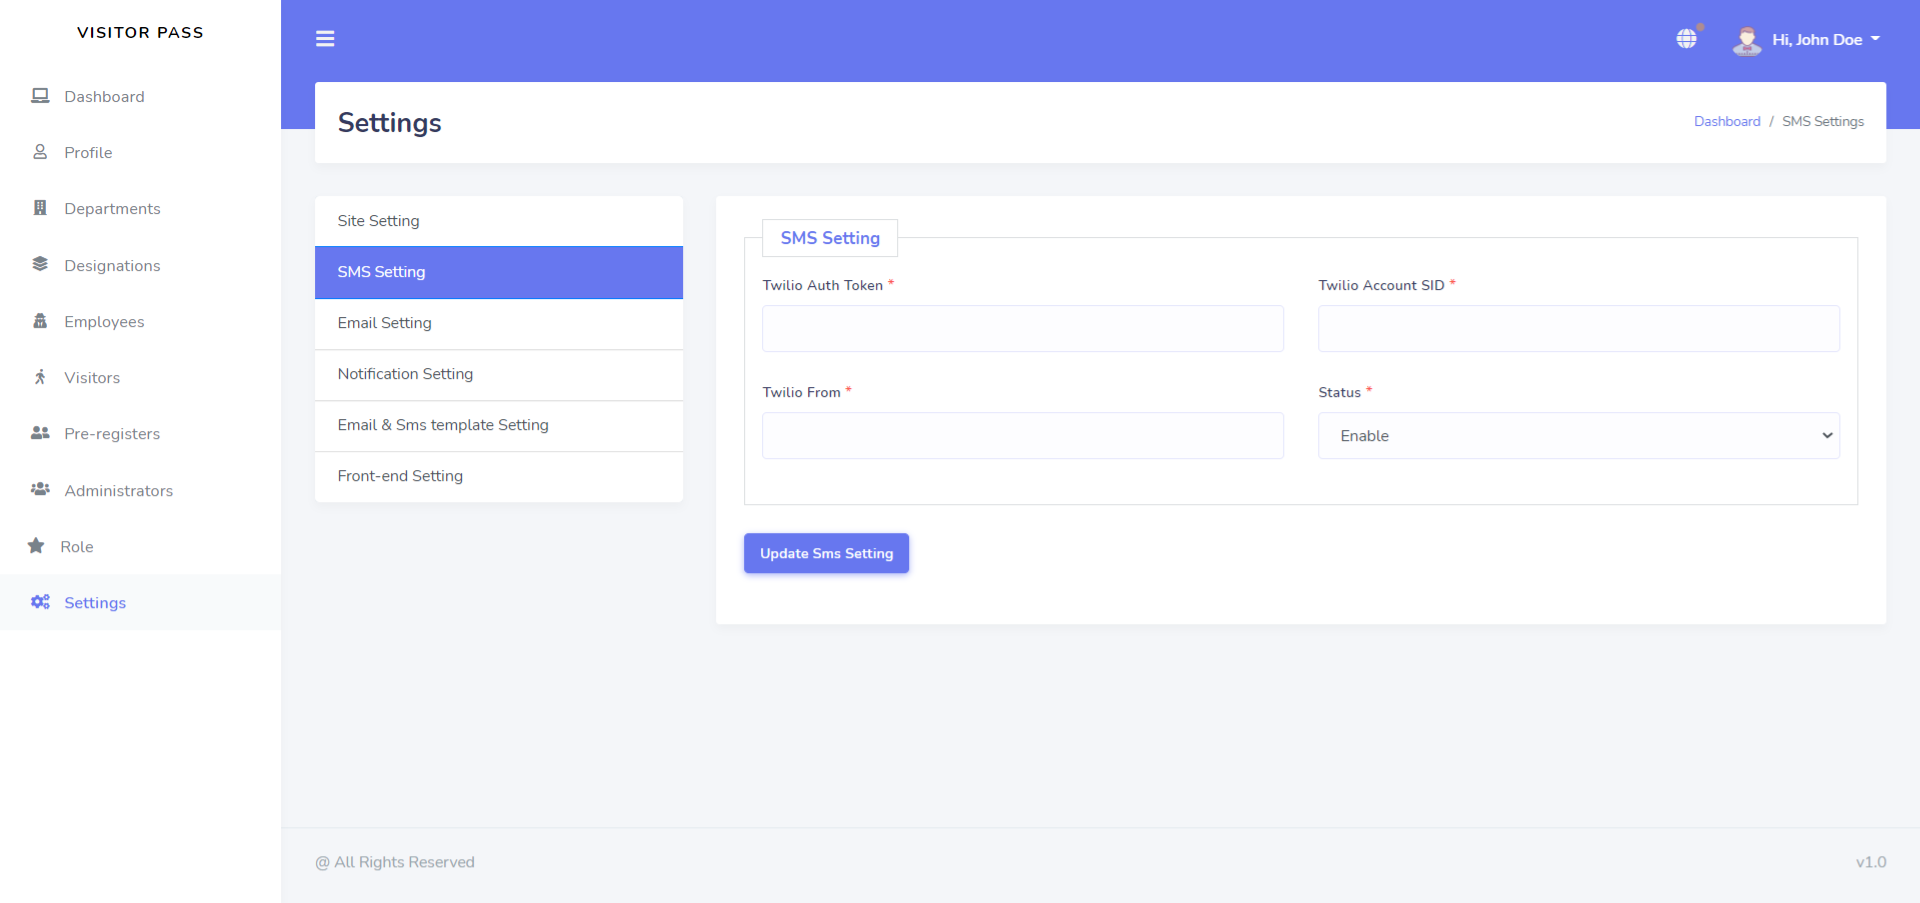 VISITOR PASS
Hi, John Doe
Dashboard
Profile
Departments
Designations
Employees
Visitors
Pre-registers
Administrators
Role
Settings
Settings
Dashboard / SMS Settings
Site Setting
SMS Setting
Email Setting
Notification Setting
Email & Sms template Setting
Front-end Setting
SMS Setting
Twilio Auth Token *
Twilio Account SID *
Twilio From *
Status *
Enable
Update Sms Setting
@ All Rights Reserved
v1.0